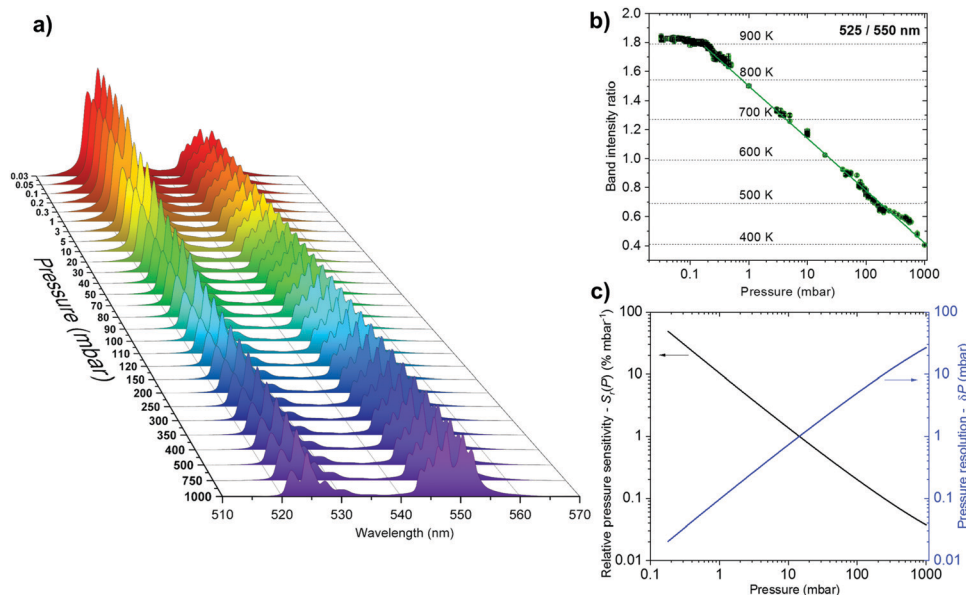 a)
0.03
0.05
0.1
0.2
0.3
1
3
5
10
20
30
40
50
70
80
90
100
110
120
150
200
250
300
350
400
500
750
1000
Pressure (mbar)
510 520 530 540 550 560 570
Wavelength (nm)
b)
525 / 550 nm
2.0
1.8
1.6
1.4
1.2
1.0
0.8
0.6
0.4
Band intensity ratio
900 K
800 K
700 K
600 K
500 K
400 K
0.1 1 10 100 1000
Pressure (mbar)
c)
100
10
1
0.1
0.01
Relative pressure sensitivity - Sr(P) (% mbar-1)
100
10
1
0.1
0.01
Pressure resolution - δP (mbar)
0.1 1 10 100 1000
Pressure (mbar)